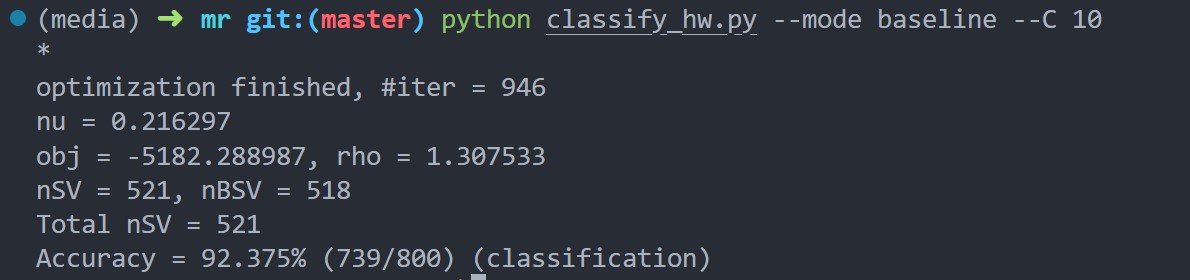 (media) ➜ mr git:(master) python classify_hw.py --mode baseline --C 10
*
optimization finished, #iter = 946
nu = 0.216297
obj = -5182.288987, rho = 1.307533
nSV = 521, nBSV = 518
Total nSV = 521
Accuracy = 92.375% (739/800) (classification)